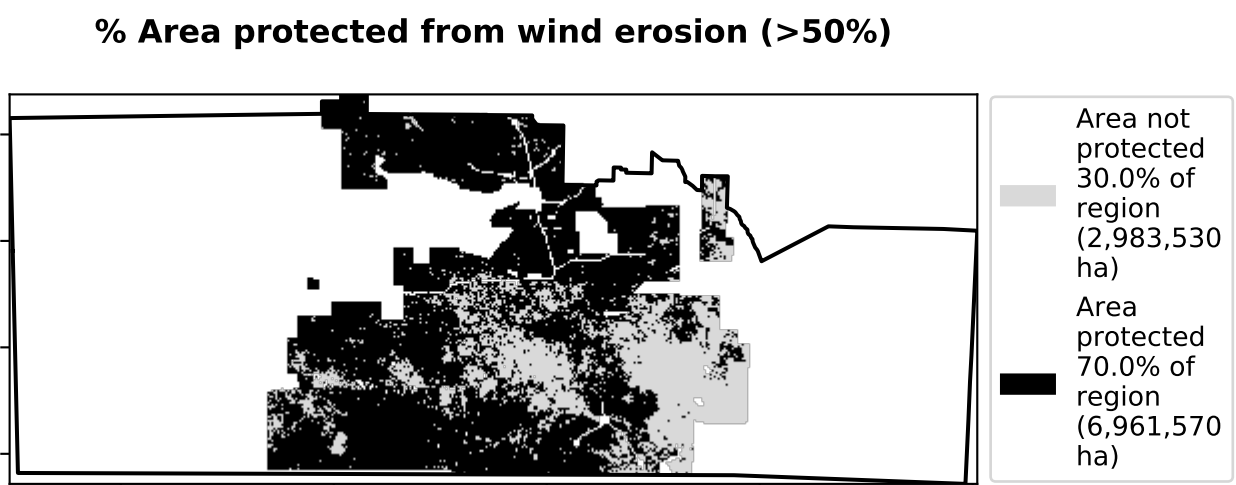 % Area protected from wind erosion (>50%)
Area not
protected
30.0% of
region
(2,983,530
ha)
Area
protected
70.0% of
region
(6,961,570
ha)